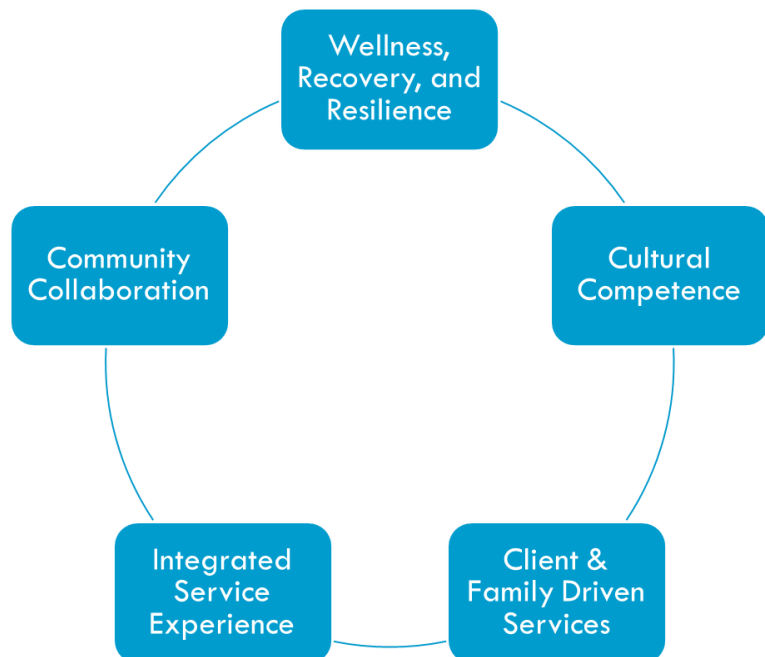 Wellness,
Recovery, and
Resilience
Cultural
Competence
Client &
Family Driven
Services
Integrated
Service
Experience
Community
Collaboration